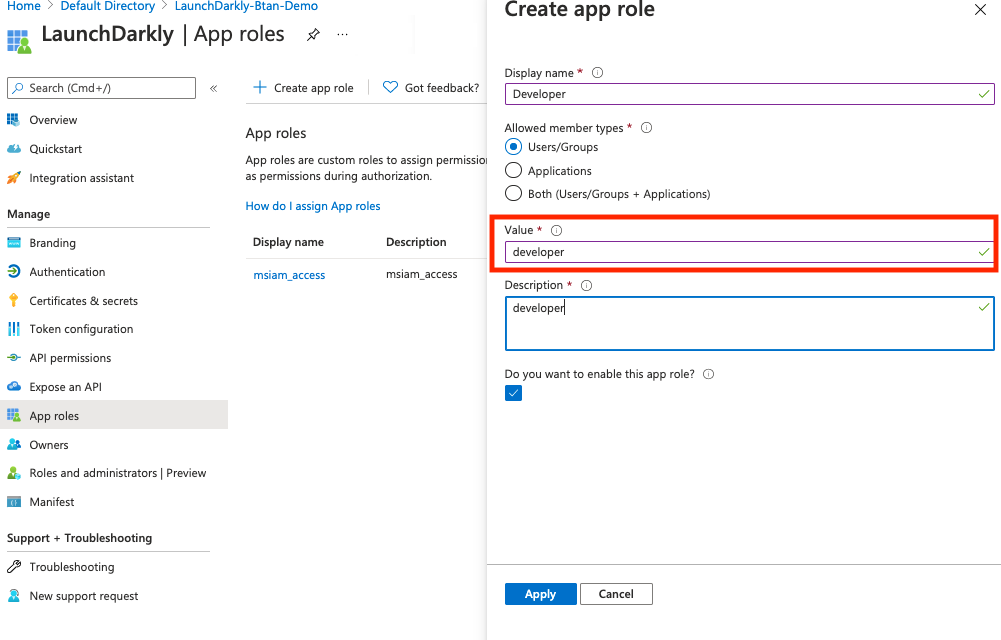 Home > Default Directory > LaunchDarkly-Btan-Demo
LaunchDarkly | App roles ...
Search (Cmd+/) «
Overview
Quickstart
Integration assistant
Manage
Branding
Authentication
Certificates & secrets
Token configuration
API permissions
Expose an API
App roles
Owners
Roles and administrators | Preview
Manifest
Support + Troubleshooting
Troubleshooting
New support request
+ Create app role
Got feedback?
App roles
App roles are custom roles to assign permission
as permissions during authorization.
How do I assign App roles
Display name Description
msiam_access msiam_access
Create app role
Display name *
Developer
Allowed member types *
Users/Groups
Applications
Both (Users/Groups + Applications)
Value *
developer
Description *
developer
Do you want to enable this app role?
Apply Cancel